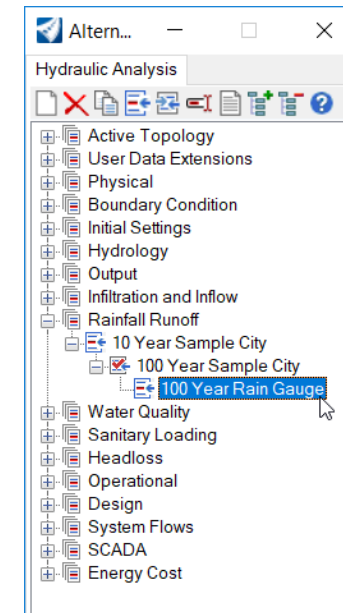 Altern...
Hydraulic Analysis
Active Topology
User Data Extensions
Physical
Boundary Condition
Initial Settings
Hydrology
Output
Infiltration and Inflow
Rainfall Runoff
10 Year Sample City
100 Year Sample City
100 Year Rain Gauge
Water Quality
Sanitary Loading
Headloss
Operational
Design
System Flows
SCADA
Energy Cost